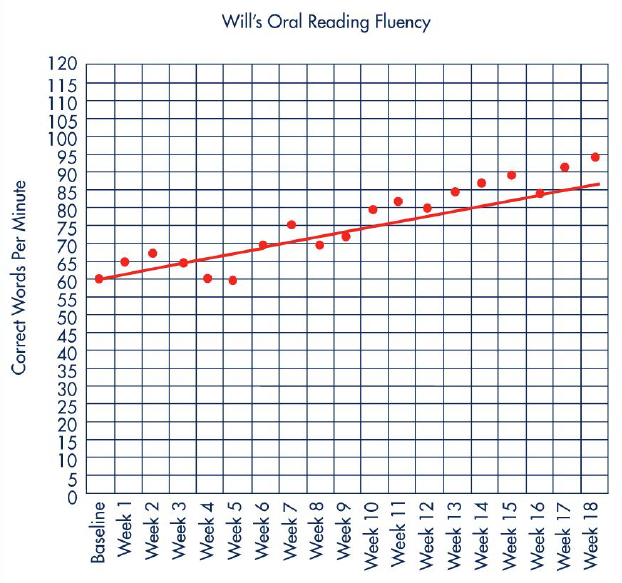 Will's Oral Reading Fluency
Correct Words Per Minute
120
115
110
105
100
95
90
85
80
75
70
65
60
55
50
45
40
35
30
25
20
15
10
5
0
Baseline
Week 1
Week 2
Week 3
Week 4
Week 5
Week 6
Week 7
Week 8
Week 9
Week 10
Week 11
Week 12
Week 13
Week 14
Week 15
Week 16
Week 17
Week 18